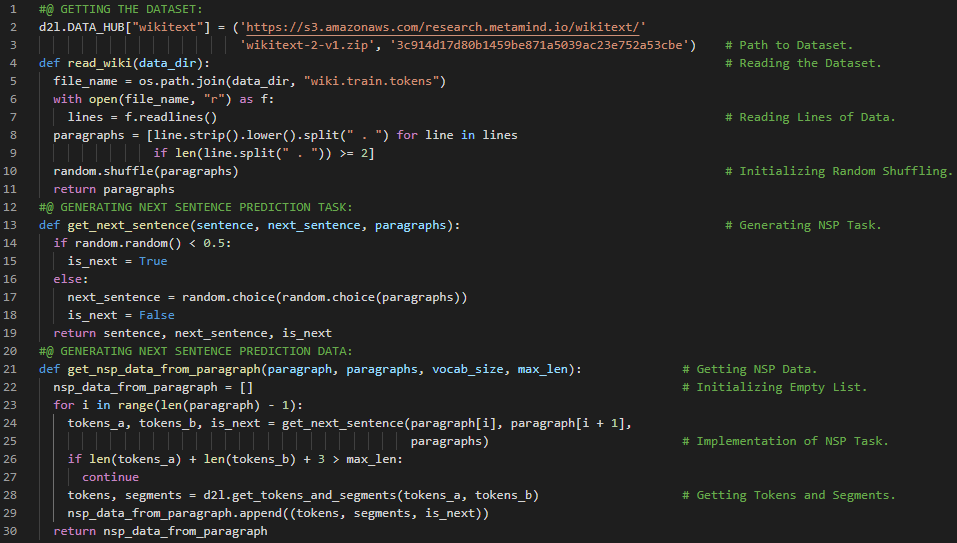 1 #@ GETTING THE DATASET:
2 d2l.DATA_HUB["wikitext"] = ('https://s3.amazonaws.com/research.metamind.io/wikitext/'
3 'wikitext-2-v1.zip', '3c914d17d80b1459be871a5039ac23e752a53cbe') # Path to Dataset.
4 def read_wiki(data_dir): # Reading the Dataset.
5 file_name = os.path.join(data_dir, "wiki.train.tokens")
6 with open(file_name, "r") as f:
7 lines = f.readlines() # Reading Lines of Data.
8 paragraphs = [line.strip().lower().split(" . ") for line in lines
9 if len(line.split(" . ")) >= 2]
10 random.shuffle(paragraphs) # Initializing Random Shuffling.
11 return paragraphs
12 #@ GENERATING NEXT SENTENCE PREDICTION TASK:
13 def get_next_sentence(sentence, next_sentence, paragraphs): # Generating NSP Task.
14 if random.random() < 0.5:
15 is_next = True
16 else:
17 next_sentence = random.choice(random.choice(paragraphs))
18 is_next = False
19 return sentence, next_sentence, is_next
20 #@ GENERATING NEXT SENTENCE PREDICTION DATA:
21 def get_nsp_data_from_paragraph(paragraph, paragraphs, vocab_size, max_len): # Getting NSP Data.
22 nsp_data_from_paragraph = [] # Initializing Empty List.
23 for i in range(len(paragraph) - 1):
24 tokens_a, tokens_b, is_next = get_next_sentence(paragraph[i], paragraph[i + 1],
25 paragraphs) # Implementation of NSP Task.
26 if len(tokens_a) + len(tokens_b) + 3 > max_len:
27 continue
28 tokens, segments = d2l.get_tokens_and_segments(tokens_a, tokens_b) # Getting Tokens and Segments.
29 nsp_data_from_paragraph.append((tokens, segments, is_next))
30 return nsp_data_from_paragraph